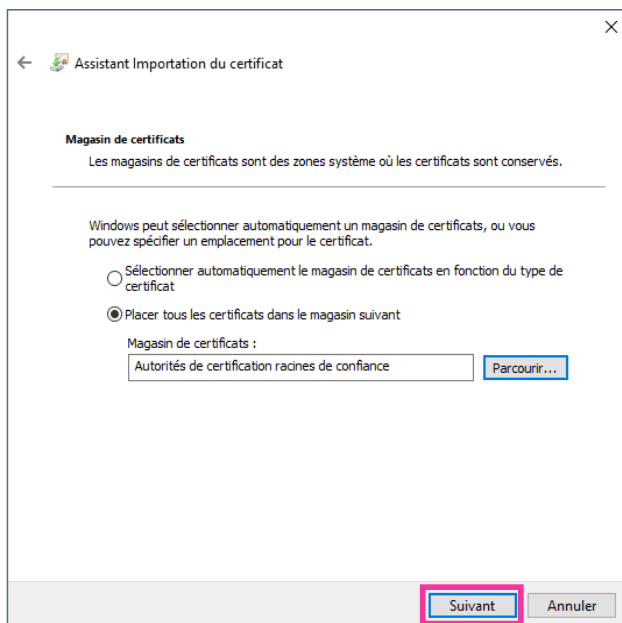 Assistant Importation du certificat
Magasin de certificats
Les magasins de certificats sont des zones système où les certificats sont conservés.
Windows peut sélectionner automatiquement un magasin de certificats, ou vous
pouvez spécifier un emplacement pour le certificat.
Sélectionner automatiquement le magasin de certificats en fonction du type de
certificat
Placer tous les certificats dans le magasin suivant
Magasin de certificats :
Autorités de certification racines de confiance
Parcourir...
Suivant
Annuler